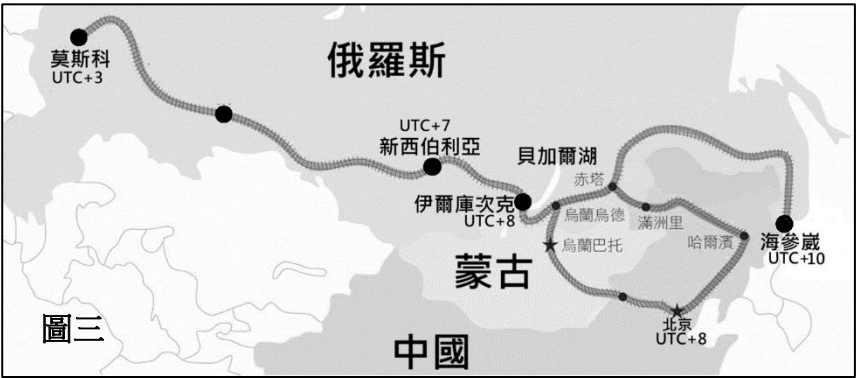 俄羅斯
莫斯科
UTC+3
UTC+7
新西伯利亞
貝加爾湖
赤塔
伊爾庫次克
UTC+8
烏蘭烏德
滿洲里
烏蘭巴托
哈爾濱
海參崴
UTC+10
蒙古
北京
UTC+8
圖三
中國